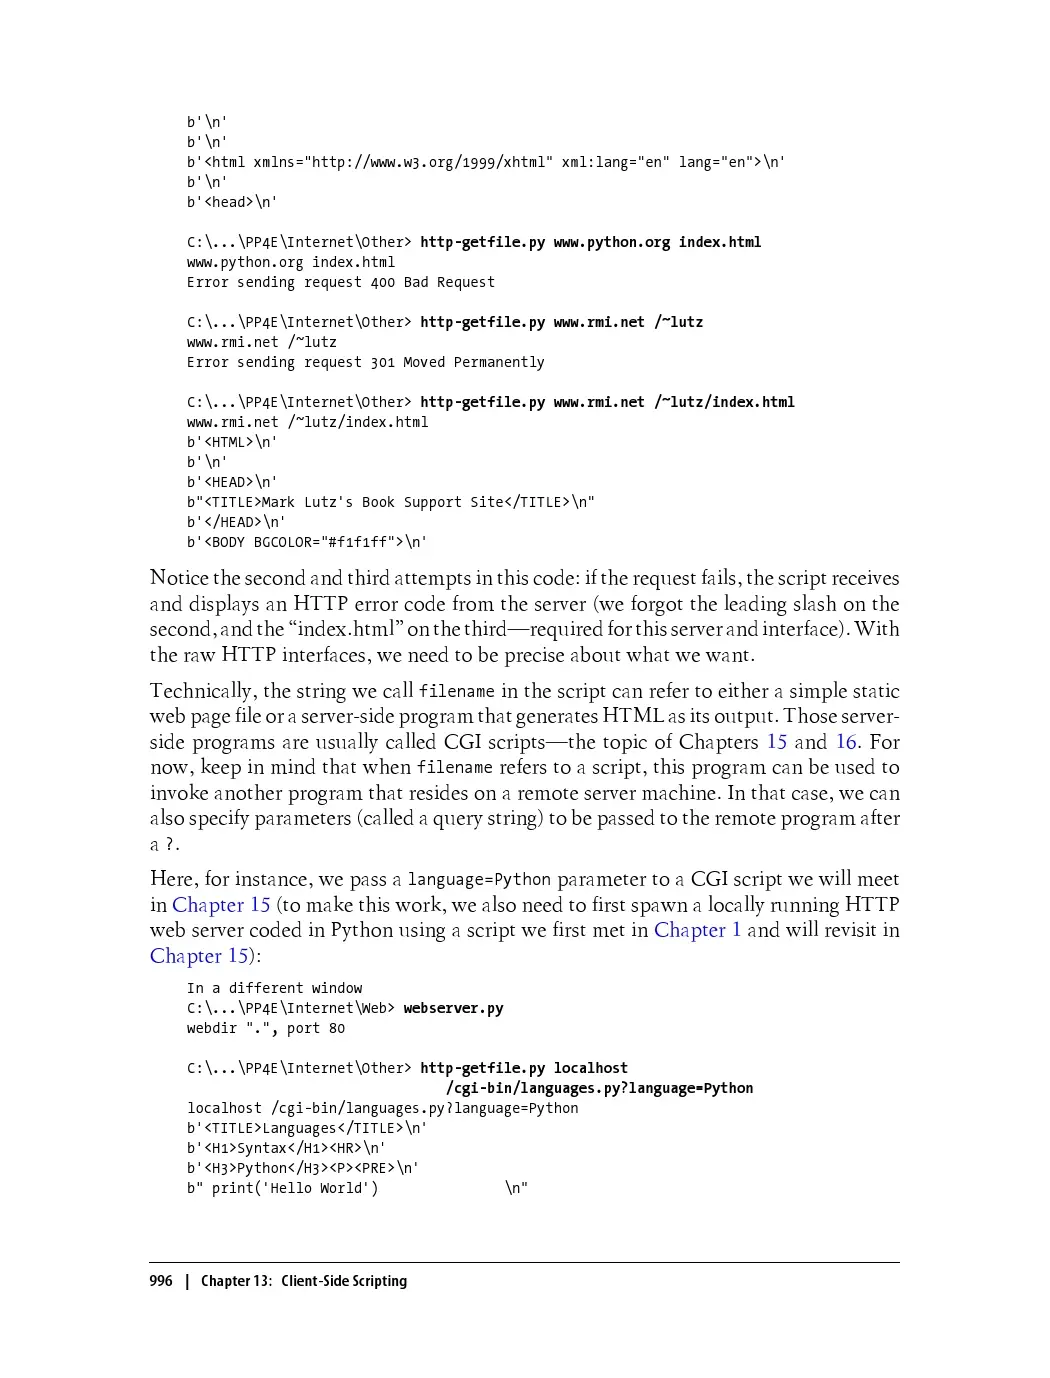 b'\n'
b'\n'
b'<html xmlns="http://www.w3.org/1999/xhtml" xml:lang="en" lang="en">\n'
b'\n'
b'<head>\n'
C:\...\PP4E\Internet\Other> http-getfile.py www.python.org index.html
www.python.org index.html
Error sending request 400 Bad Request
C:\...\PP4E\Internet\Other> http-getfile.py www.rmi.net /~lutz
www.rmi.net /~lutz
Error sending request 301 Moved Permanently
C:\...\PP4E\Internet\Other> http-getfile.py www.rmi.net /~lutz/index.html
www.rmi.net /~lutz/index.html
b'<HTML>\n'
b'\n'
b'<HEAD>\n'
b"<TITLE>Mark Lutz's Book Support Site</TITLE>\n"
b'</HEAD>\n'
b'<BODY BGCOLOR="#f1f1ff">\n'
Notice the second and third attempts in this code: if the request fails, the script receives
and displays an HTTP error code from the server (we forgot the leading slash on the
second, and the “index.html” on the third—required for this server and interface). With
the raw HTTP interfaces, we need to be precise about what we want.
Technically, the string we call filename in the script can refer to either a simple static
web page file or a server-side program that generates HTML as its output. Those server-
side programs are usually called CGI scripts—the topic of Chapters 15 and 16. For
now, keep in mind that when filename refers to a script, this program can be used to
invoke another program that resides on a remote server machine. In that case, we can
also specify parameters (called a query string) to be passed to the remote program after
a ?.
Here, for instance, we pass a language=Python parameter to a CGI script we will meet
in Chapter 15 (to make this work, we also need to first spawn a locally running HTTP
web server coded in Python using a script we first met in Chapter 1 and will revisit in
Chapter 15):
In a different window
C:\...\PP4E\Internet\Web> webserver.py
webdir ".", port 80
C:\...\PP4E\Internet\Other> http-getfile.py localhost
/cgi-bin/languages.py?language=Python
localhost /cgi-bin/languages.py?language=Python
b'<TITLE>Languages</TITLE>\n'
b'<H1>Syntax</H1><HR>\n'
b'<H3>Python</H3><P><PRE>\n'
b" print('Hello World')               \n"
996 | Chapter 13: Client-Side Scripting